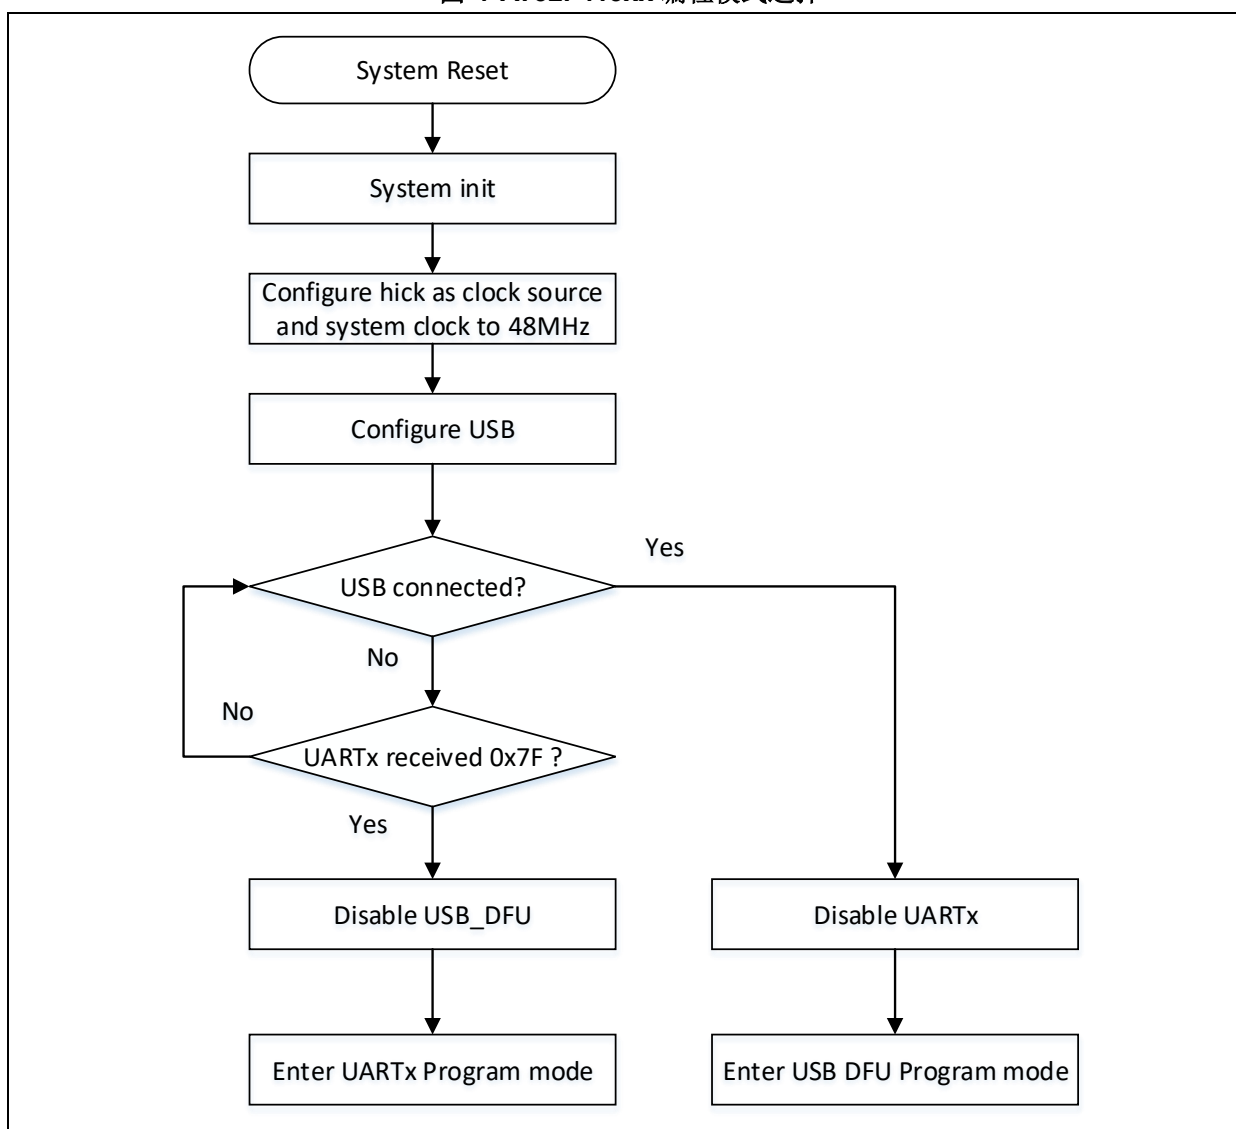 System Reset
System init
Configure hick as clock source
and system clock to 48MHz
Configure USB
Yes
USB connected?
No
No
UARTx received 0x7F ?
Yes
Disable USB_DFU
Disable UARTx
Enter UARTx Program mode
Enter USB DFU Program mode